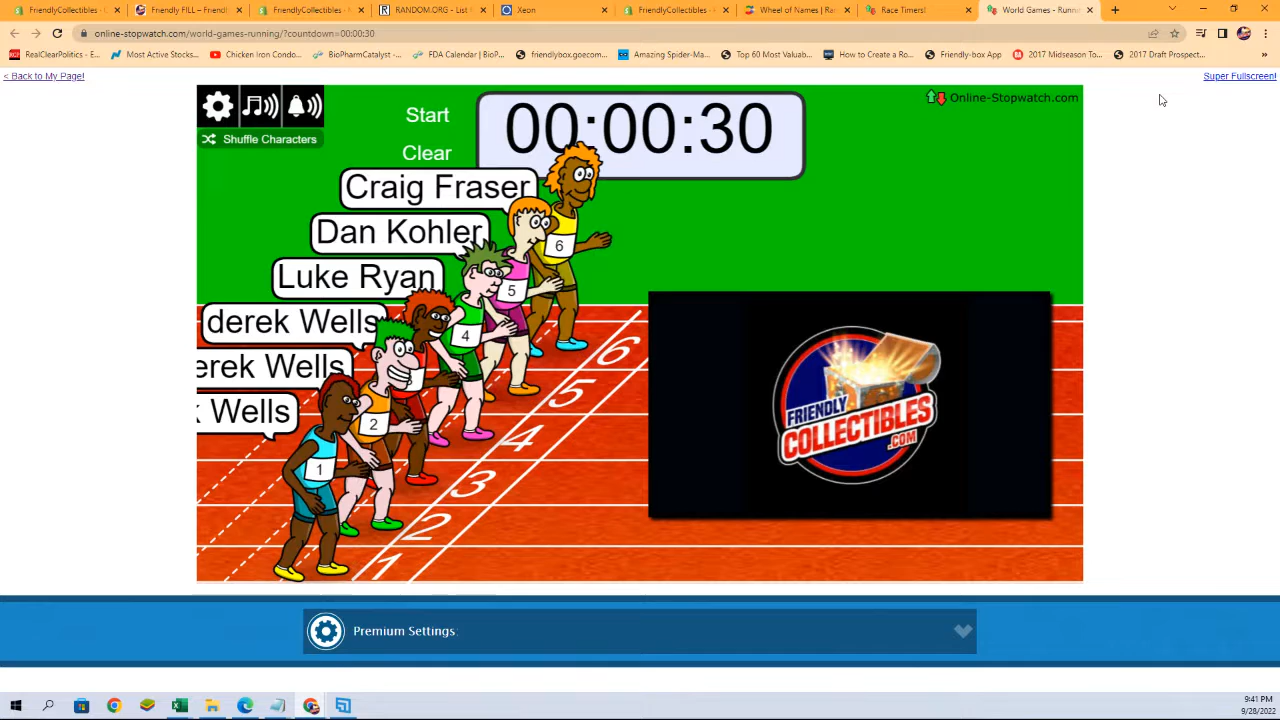 FriendlyCollectibles -
Friendly FILL – Friendl
FriendlyCollectibles -
RANDOM.ORG - List
Xeon
FriendlyCollectibles -
Wheel of Names | Ra
Race Timers!
World Games - Runn
online-stopwatch.com/world-games-running/?countdown=00:00:30
RealClearPolitics – E...
Most Active Stocks...
Chicken Iron Condo...
BioPharmCatalyst -...
FDA Calendar | BioP...
friendlybox.goecom...
Amazing Spider-Ma...
Top 60 Most Valuab...
How to Create a Ro...
Friendly-box App
2017 Midseason To...
2017 Draft Prospect...
< Back to My Page!
Super Fullscreen!
Start
Clear
00:00:30
Online-Stopwatch.com
Shuffle Characters
Craig Fraser
Dan Kohler
Luke Ryan
derek Wells
erek Wells
k Wells
6
5
4
2
1
6
5
4
3
2
1
FRIENDLY
COLLECTIBLES
.COM
Premium Settings:
9:41 PM
9/28/2022